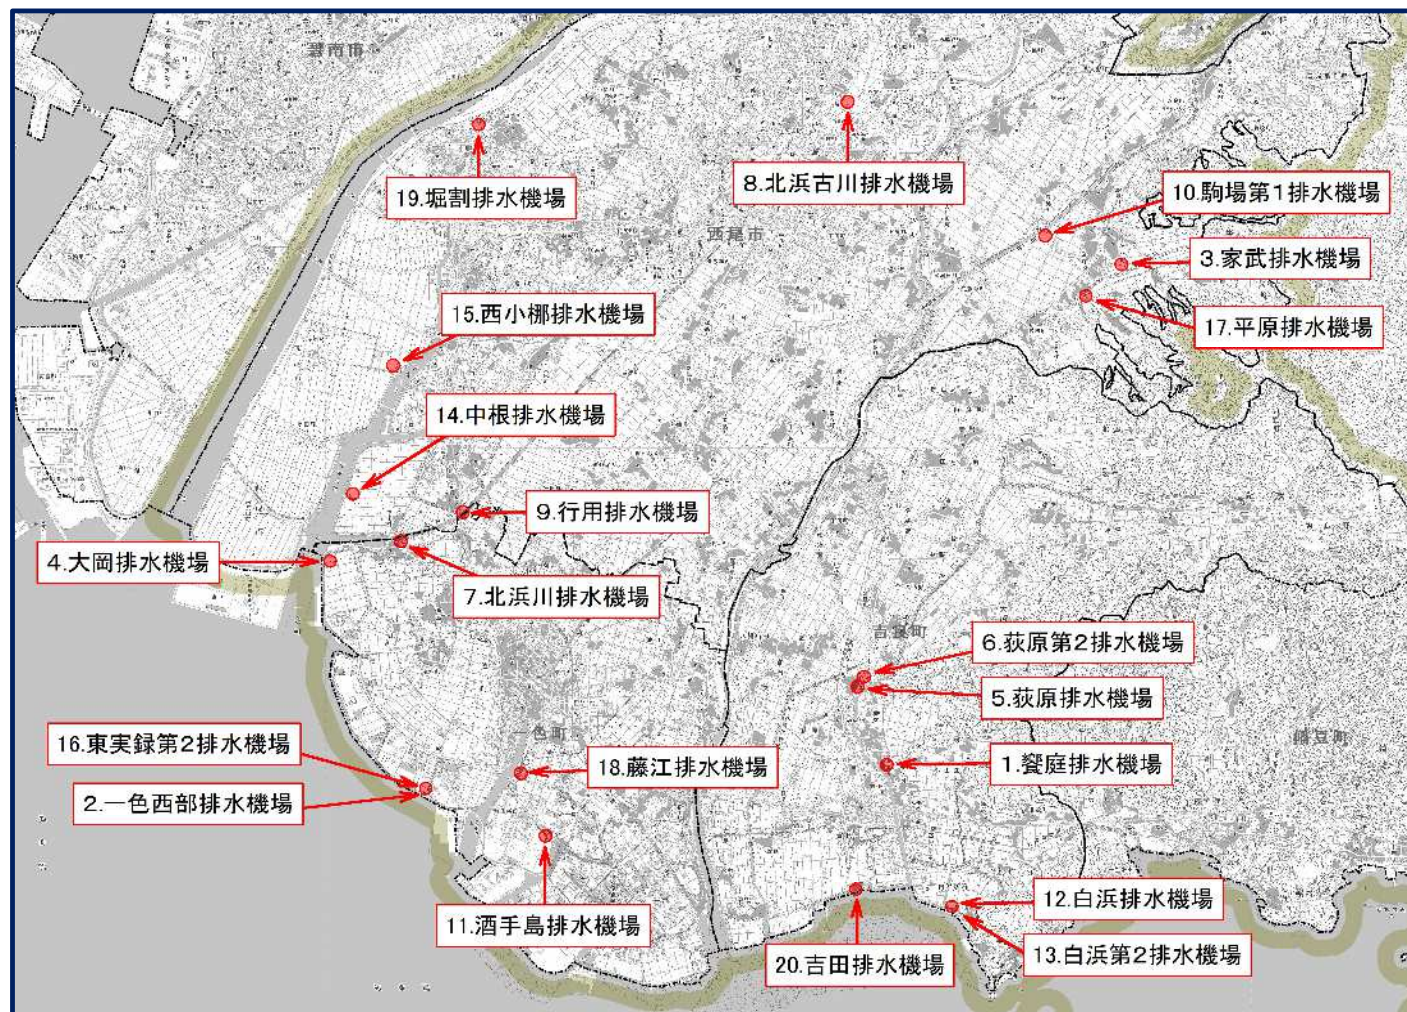 碧南市
19.堀割排水機場
8.北浜古川排水機場
10.駒場第1排水機場
西尾市
3.家武排水機場
17.平原排水機場
15.西小梛排水機場
14.中根排水機場
9.行用排水機場
4.大岡排水機場
7.北浜川排水機場
吉良町
6.荻原第2排水機場
5.荻原排水機場
16.東実録第2排水機場
一色町
幡豆町
18.藤江排水機場
1.饗庭排水機場
2.一色西部排水機場
12.白浜排水機場
11.酒手島排水機場
13.白浜第2排水機場
20.吉田排水機場